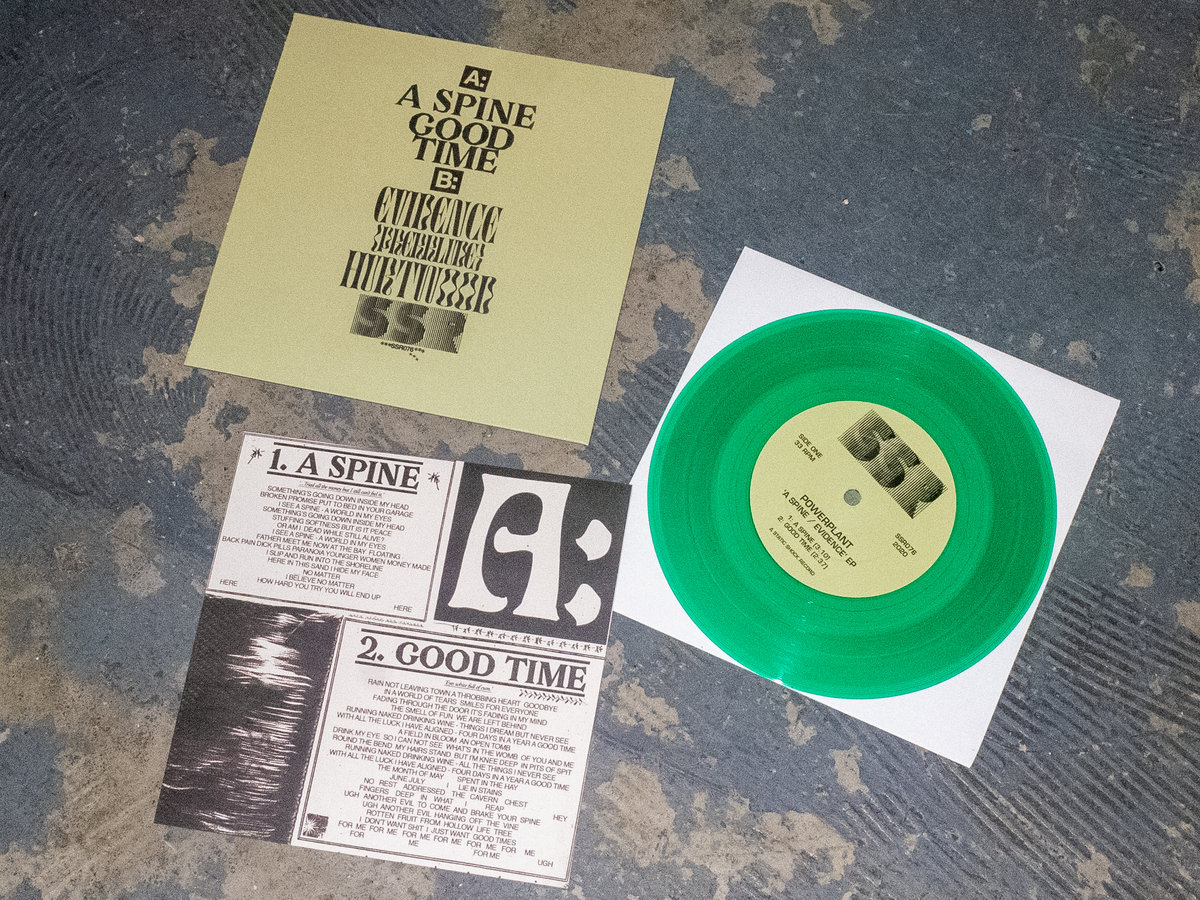 A:
A SPINE
GOOD
TIME
B:
EVIDENCE
HURTWOOD
SSR
***SSR076***
1. A SPINE
SOMETHING'S GOING DOWN INSIDE MY HEAD
BROKEN PROMISE PUT TO BED IN YOUR GARAGE
I SEE A SPINE - A WORLD IN MY EYES
SOMETHING'S GOING DOWN INSIDE MY HEAD
STUFFING SOFTNESS BUT IS IT PEACE
OR AM I DEAD WHILE STILL ALIVE?
I SEE A SPINE - A WORLD IN MY EYES
FATHER MEET ME NOW AT THE BAY FLOATING
BACK PAIN DICK PILLS PARANOIA YOUNGER WOMEN MONEY MADE
I SLIP AND RUN INTO THE SHORELINE
HERE IN THIS SAND I HIDE MY FACE
NO MATTER
I BELIEVE NO MATTER
HERE HOW HARD YOU TRY YOU WILL END UP
HERE
A:
2. GOOD TIME
RAIN NOT LEAVING TOWN A THROBBING HEART GOODBYE
IN A WORLD OF TEARS SMILES FOR EVERYONE
FADING THROUGH THE DOOR IT'S FADING IN MY MIND
THE SMELL OF FUN WE ARE LEFT BEHIND
RUNNING NAKED DRINKING WINE - THINGS I DREAM BUT NEVER SEE
WITH ALL THE LUCK I HAVE ALIGNED - FOUR DAYS IN A YEAR A GOOD TIME
A FIELD IN BLOOM AN OPEN TOMB
DRINK MY EYE SO I CAN NOT SEE WHAT'S IN THE WOMB OF YOU AND ME
ROUND THE BEND MY HAIRS STAND BUT I'M KNEE DEEP IN PITS OF SPIT
RUNNING NAKED DRINKING WINE - ALL THE THINGS I NEVER SEE
WITH ALL THE LUCK I HAVE ALIGNED - FOUR DAYS IN A YEAR A GOOD TIME
THE MONTH OF MAY SPENT IN THE HAY
JUNE JULY I LIE IN STAINS
NO REST ADDRESSED THE CAVERN CHEST
FINGERS DEEP IN WHAT I REAP
UGH ANOTHER EVIL TO COME AND BRAKE YOUR SPINE HEY
UGH ANOTHER EVIL HANGING OFF THE VINE
ROTTEN FRUIT FROM HOLLOW LIFE TREE
I DON'T WANT SHIT I JUST WANT GOOD TIMES
FOR ME FOR ME FOR ME FOR ME FOR ME FOR ME
FOR ME FOR ME UGH
SSR
SIDE ONE
33 RPM
POWERPLANT
'A SPINE / EVIDENCE' EP
1. A SPINE (3.10)
2. GOOD TIME (2:37)
A STATIC SHOCK RECORD
SSR076
2020